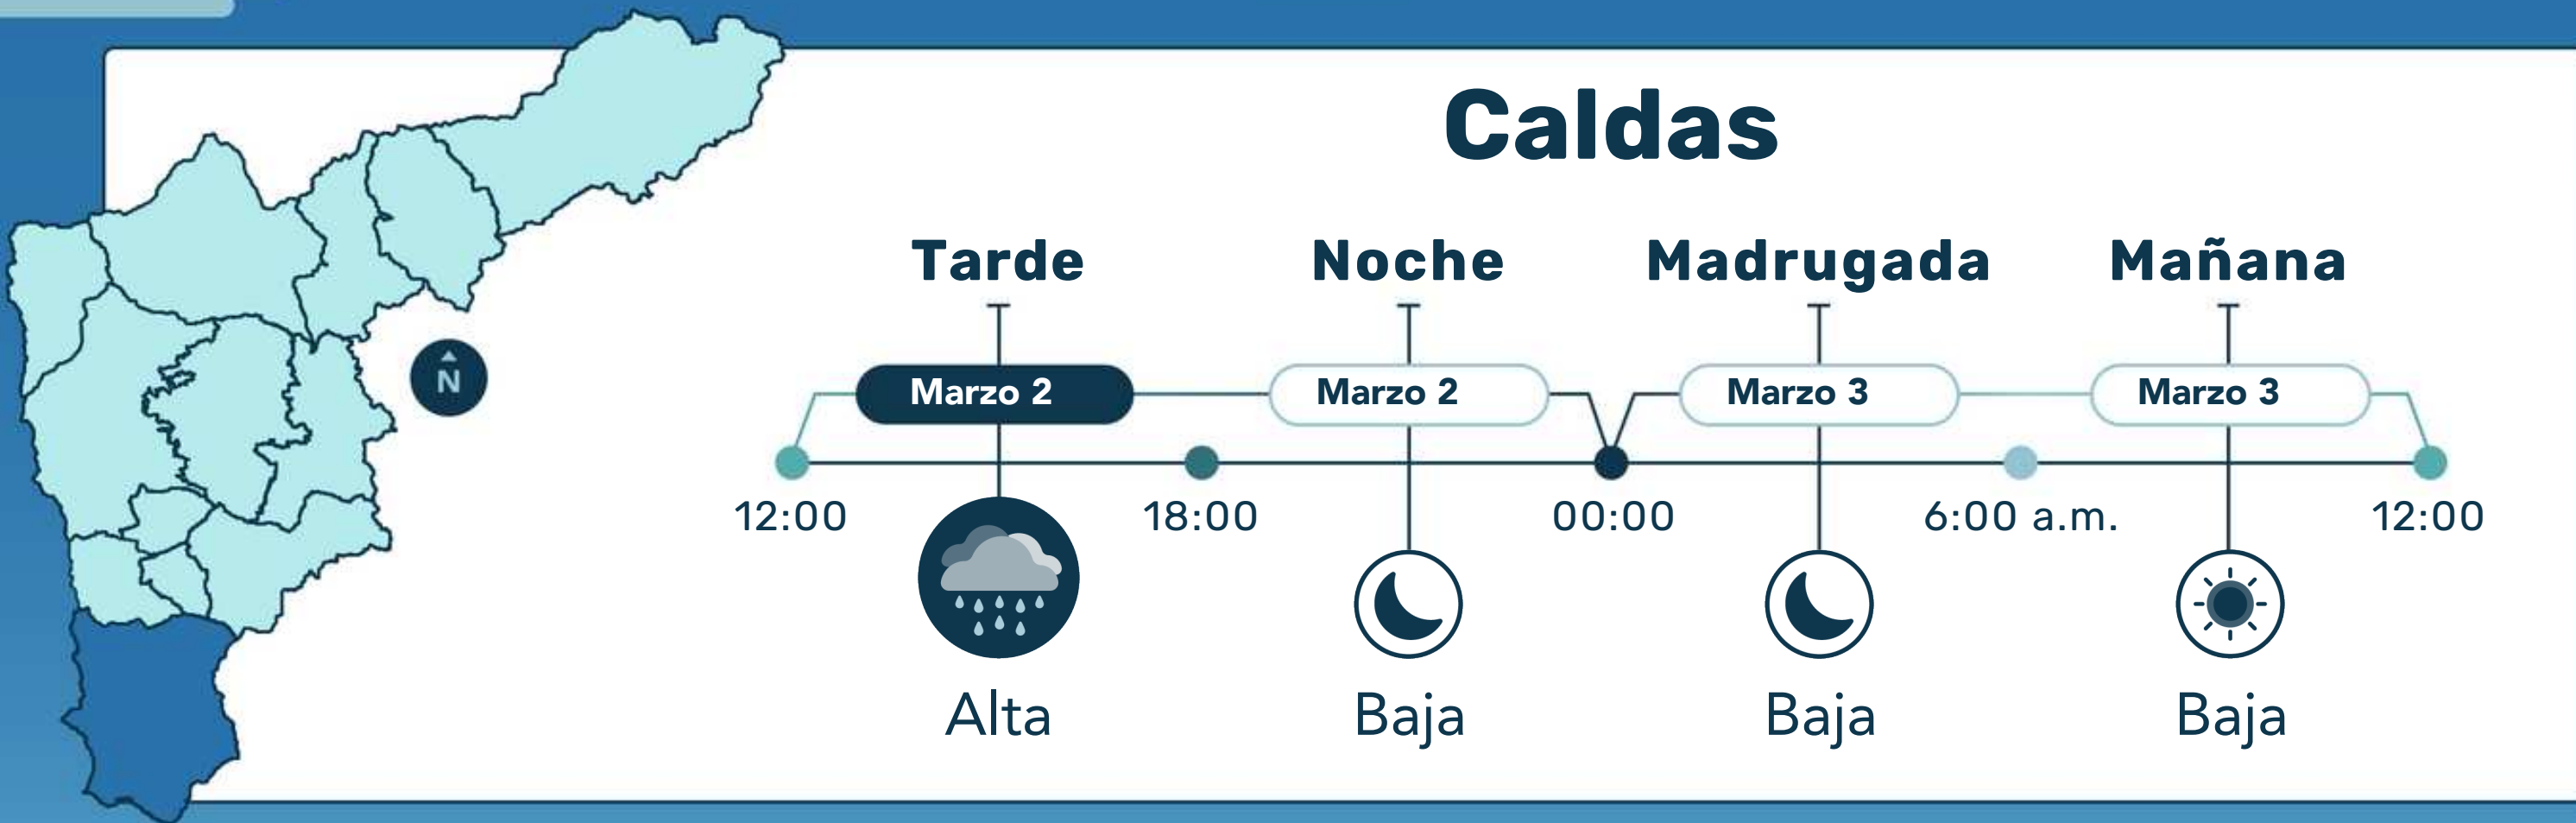 Caldas
Tarde Noche Madrugada Mañana
Marzo 2 Marzo 2 Marzo 3 Marzo 3
N
12:00 18:00 00:00 6:00 a.m. 12:00
Alta Baja Baja Baja